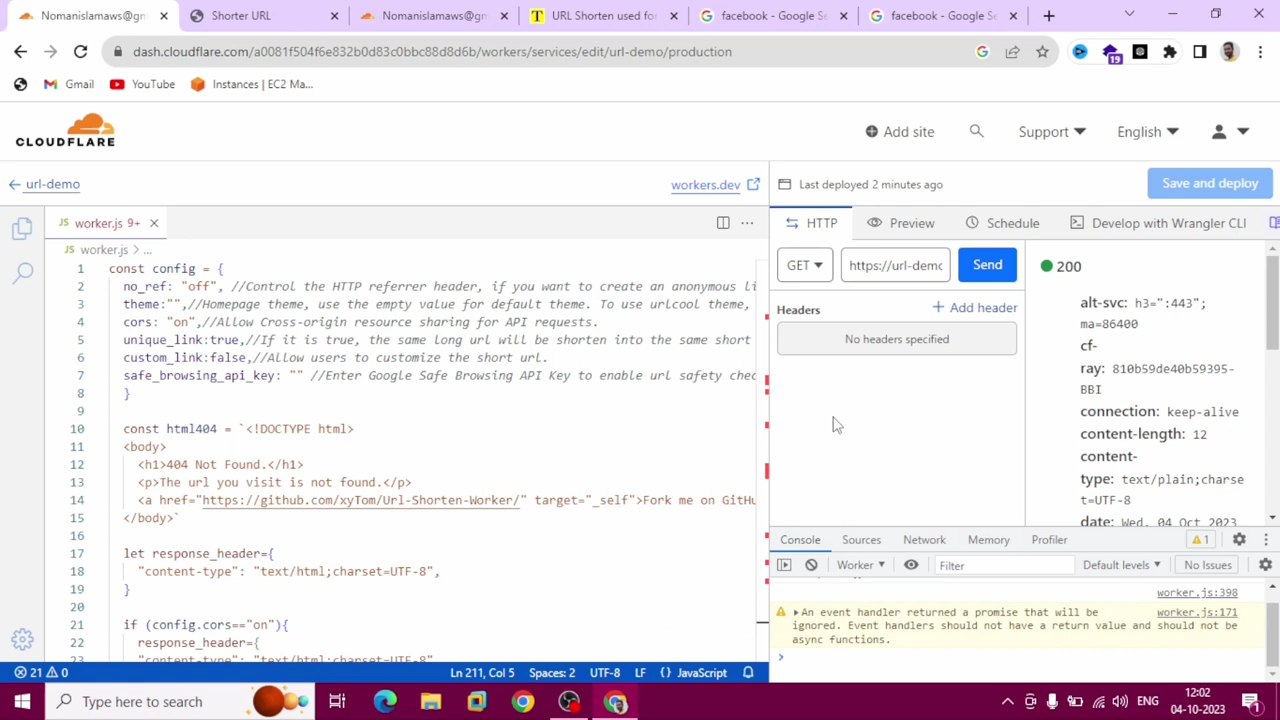 Nomanislamaws@gm
Shorter URL
Nomanislamaws@gm
URL Shorten used fo
facebook - Google Se
facebook - Google Se
dash.cloudflare.com/a0081f504f6e832b0d83c0bbc88d8d6b/workers/services/edit/url-demo/production
19
Gmail
YouTube
Instances | EC2 Ma...
CLOUDFLARE
Add site
Support
English
url-demo
workers.dev
Last deployed 2 minutes ago
Save and deploy
JS worker.js 9+
HTTP
Preview
Schedule
Develop with Wrangler CLI
JS worker.js > ...
GET
https://url-demo
Send
200
Headers
+ Add header
No headers specified
alt-svc: h3=":443";
ma=86400
cf-
ray: 810b59de40b59395-
BBI
connection: keep-alive
content-length: 12
content-
type: text/plain;charse
t=UTF-8
date: Wed, 04 Oct 2023
1 const config = {
2 no_ref: "off", //Control the HTTP referrer header, if you want to create an anonymous li
3 theme:"",//Homepage theme, use the empty value for default theme. To use urlcool theme,
4 cors: "on",//Allow Cross-origin resource sharing for API requests.
5 unique_link:true,//If it is true, the same long url will be shorten into the same short
6 custom_link:false,//Allow users to customize the short url.
7 safe_browsing_api_key: "" //Enter Google Safe Browsing API Key to enable url safety chec
8 }
9
10 const html404 = `<!DOCTYPE html>
11 <body>
12 <h1>404 Not Found.</h1>
13 <p>The url you visit is not found.</p>
14 <a href="https://github.com/xyTom/Url-Shorten-Worker/" target="_self">Fork me on GitHu
15 </body>`
16
17 let response_header={
18 "content-type": "text/html;charset=UTF-8",
19 }
20
21 if (config.cors=="on"){
22 response_header={
23 "content-type": "text/html;charset=UTF-8",
Console
Sources
Network
Memory
Profiler
1
Worker
Filter
Default levels
No Issues
worker.js:398
An event handler returned a promise that will be
ignored. Event handlers should not have a return value and should not be
async functions.
worker.js:171
21 0
Ln 211, Col 5
Spaces: 2
UTF-8
LF
{} JavaScript
Type here to search
ENG
12:02
04-10-2023
1